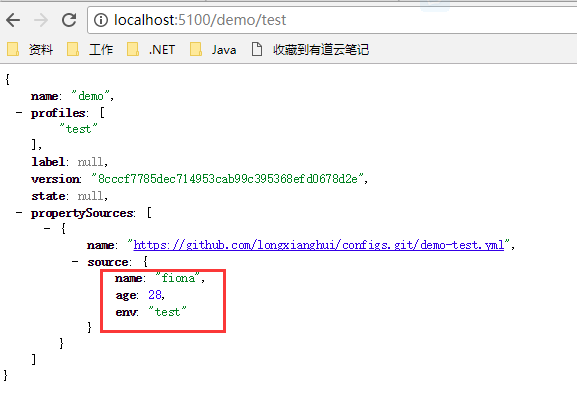 localhost:5100/demo/test
资料 工作 .NET Java 收藏到有道云笔记
{
name: "demo",
- profiles: [
"test"
],
label: null,
version: "8cccf7785dec714953cab99c395368efd0678d2e",
state: null,
- propertySources: [
- {
name: "https://github.com/longxianghui/configs.git/demo-test.yml",
- source: {
name: "fiona",
age: 28,
env: "test"
}
}
]
}